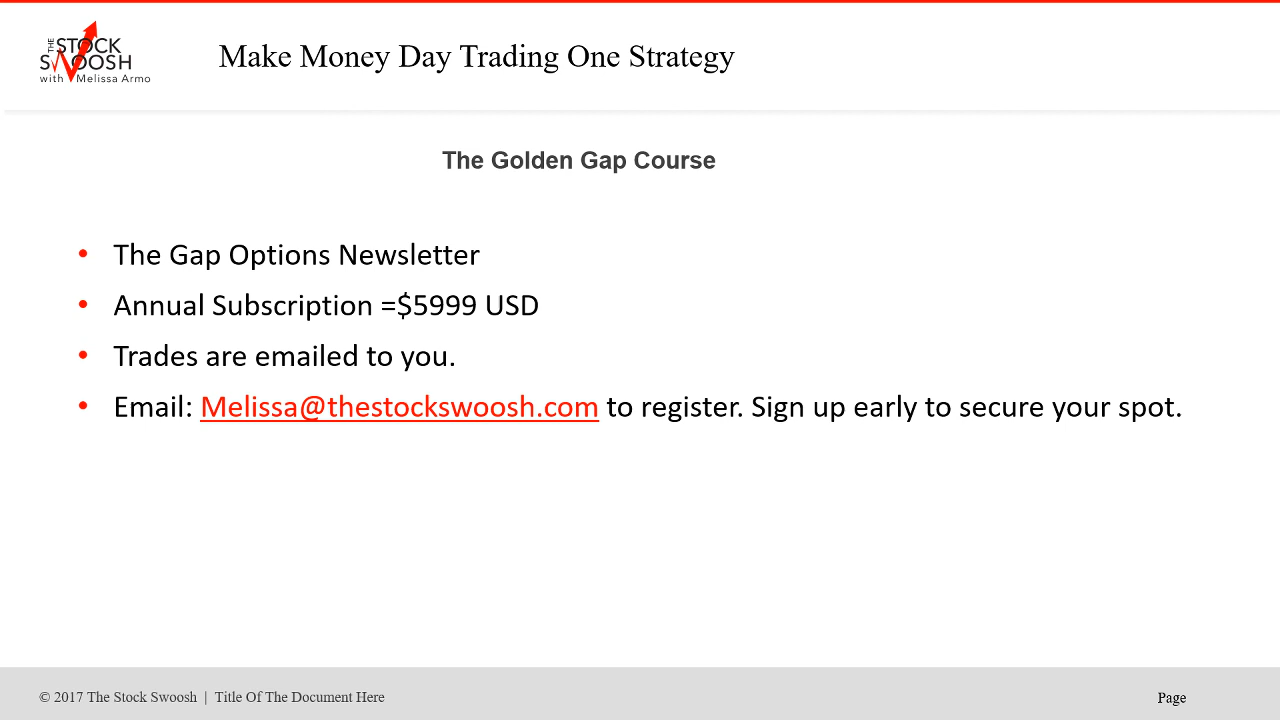 THE STOCK
SWOOSH
with Melissa Armo
Make Money Day Trading One Strategy
The Golden Gap Course
• The Gap Options Newsletter
• Annual Subscription =$5999 USD
• Trades are emailed to you.
• Email: Melissa@thestockswoosh.com to register. Sign up early to secure your spot.
© 2017 The Stock Swoosh | Title Of The Document Here
Page